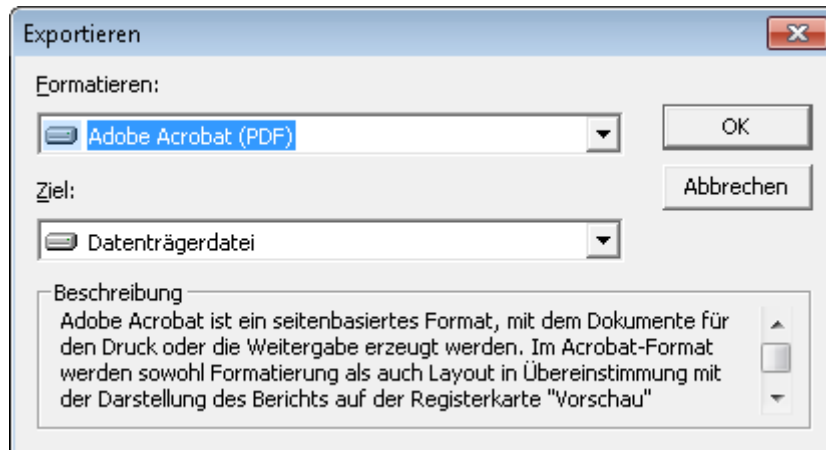 Exportieren
Formatieren:
Adobe Acrobat (PDF)
OK
Ziel:
Abbrechen
Datenträgerdatei
Beschreibung
Adobe Acrobat ist ein seitenbasiertes Format, mit dem Dokumente für
den Druck oder die Weitergabe erzeugt werden. Im Acrobat-Format
werden sowohl Formatierung als auch Layout in Übereinstimmung mit
der Darstellung des Berichts auf der Registerkarte "Vorschau"